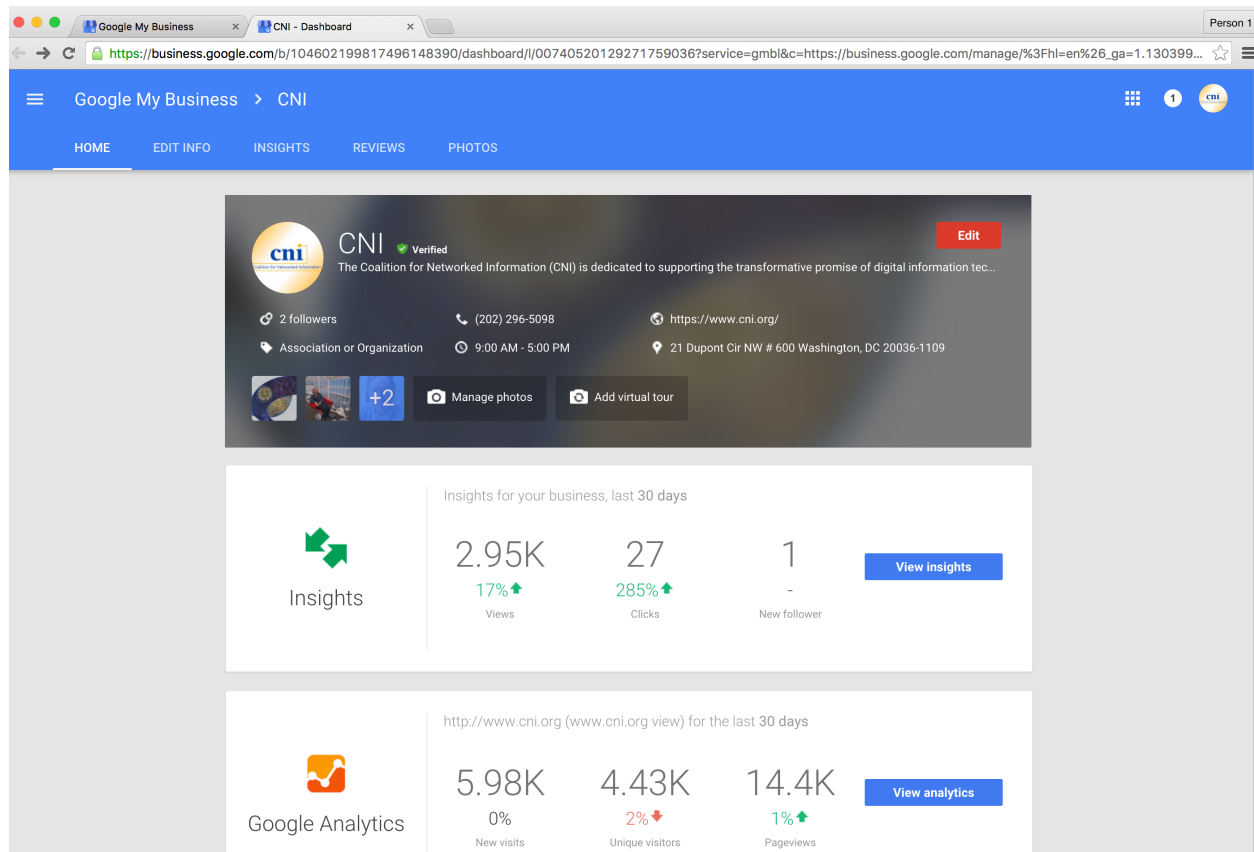 Google My Business × CNI - Dashboard × Person 1
https://business.google.com/b/104602199817496148390/dashboard/l/00740520129271759036?service=gmbl&c=https://business.google.com/manage/%3Fhl=en%26_ga=1.130399...
Google My Business > CNI 1 cni
HOME EDIT INFO INSIGHTS REVIEWS PHOTOS
cni
Coalition for Networked Information
CNI Verified
Edit
The Coalition for Networked Information (CNI) is dedicated to supporting the transformative promise of digital information tec...
2 followers (202) 296-5098 https://www.cni.org/
Association or Organization 9:00 AM - 5:00 PM 21 Dupont Cir NW # 600 Washington, DC 20036-1109
+2 Manage photos Add virtual tour
Insights for your business, last 30 days
2.95K 27 1
View insights
17% 285% -
Insights
Views Clicks New follower
http://www.cni.org (www.cni.org view) for the last 30 days
5.98K 4.43K 14.4K
View analytics
0% 2% 1%
Google Analytics
New visits Unique visitors Pageviews